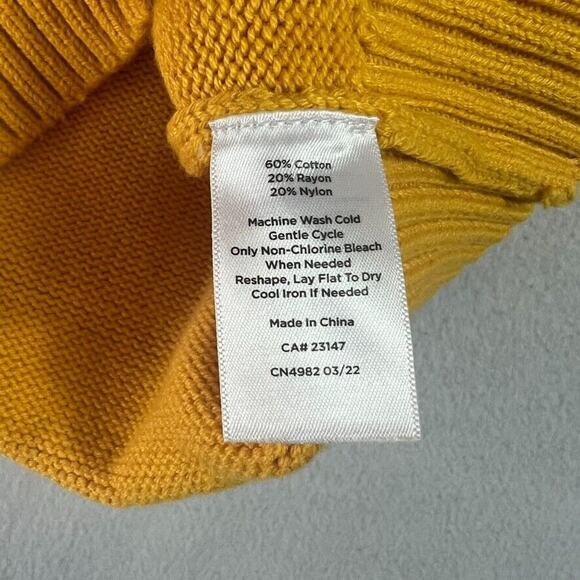 60% Cotton
20% Rayon
20% Nylon
Machine Wash Cold
Gentle Cycle
Only Non-Chlorine Bleach
When Needed
Reshape, Lay Flat To Dry
Cool Iron If Needed
Made In China
CA# 23147
CN4982 03/22